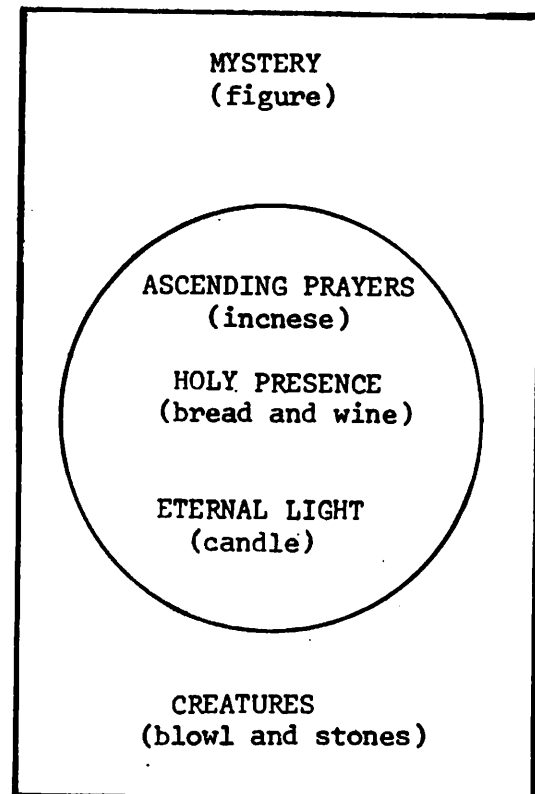 MYSTERY
(figure)
ASCENDING PRAYERS
(incnese)
HOLY PRESENCE
(bread and wine)
ETERNAL LIGHT
(candle)
CREATURES
(blowl and stones)